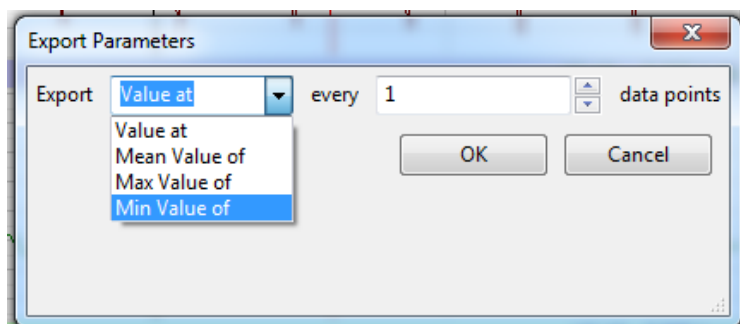 Export Parameters
Export Value at every 1 data points
Value at
Mean Value of
Max Value of
Min Value of
OK Cancel